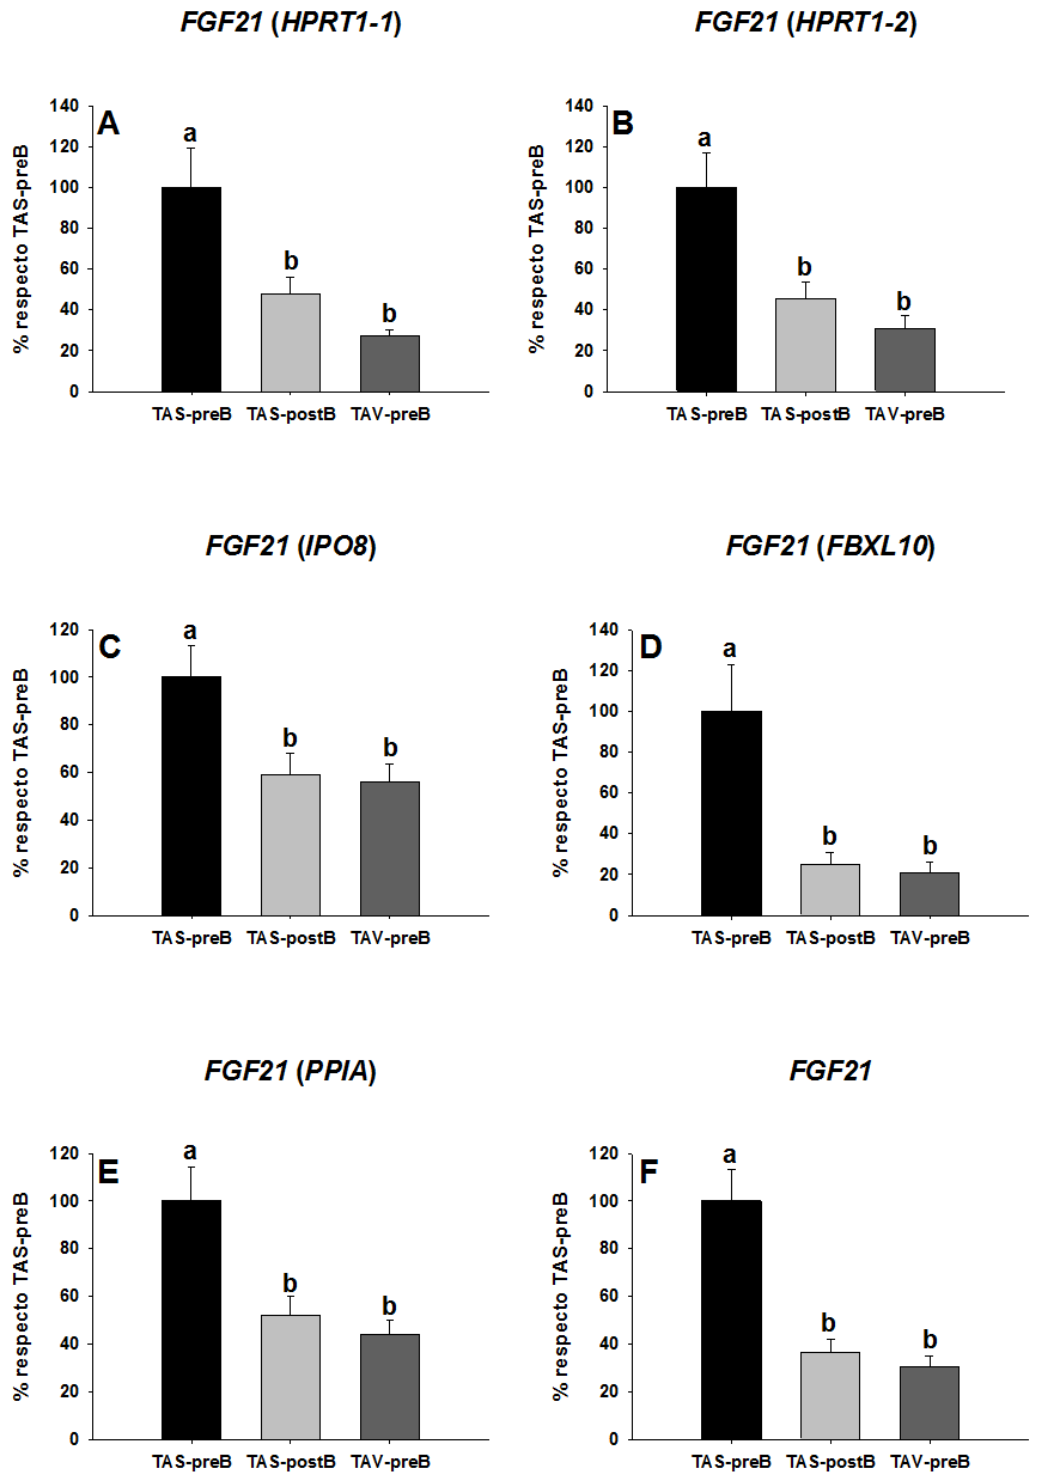 FGF21 (HPRT1-1)
FGF21 (HPRT1-2)
A
% respecto TAS-preB
140
120
100
80
60
40
20
0
a
b
b
TAS-preB TAS-postB TAV-preB
B
% respecto TAS-preB
140
120
100
80
60
40
20
0
a
b
b
TAS-preB TAS-postB TAV-preB
FGF21 (IPO8)
FGF21 (FBXL10)
C
% respecto TAS-preB
120
100
80
60
40
20
0
a
b
b
TAS-preB TAS-postB TAV-preB
D
% respecto TAS-preB
140
120
100
80
60
40
20
0
a
b
b
TAS-preB TAS-postB TAV-preB
FGF21 (PPIA)
FGF21
E
% respecto TAS-preB
120
100
80
60
40
20
0
a
b
b
TAS-preB TAS-postB TAV-preB
F
% respecto TAS-preB
120
100
80
60
40
20
0
a
b
b
TAS-preB TAS-postB TAV-preB